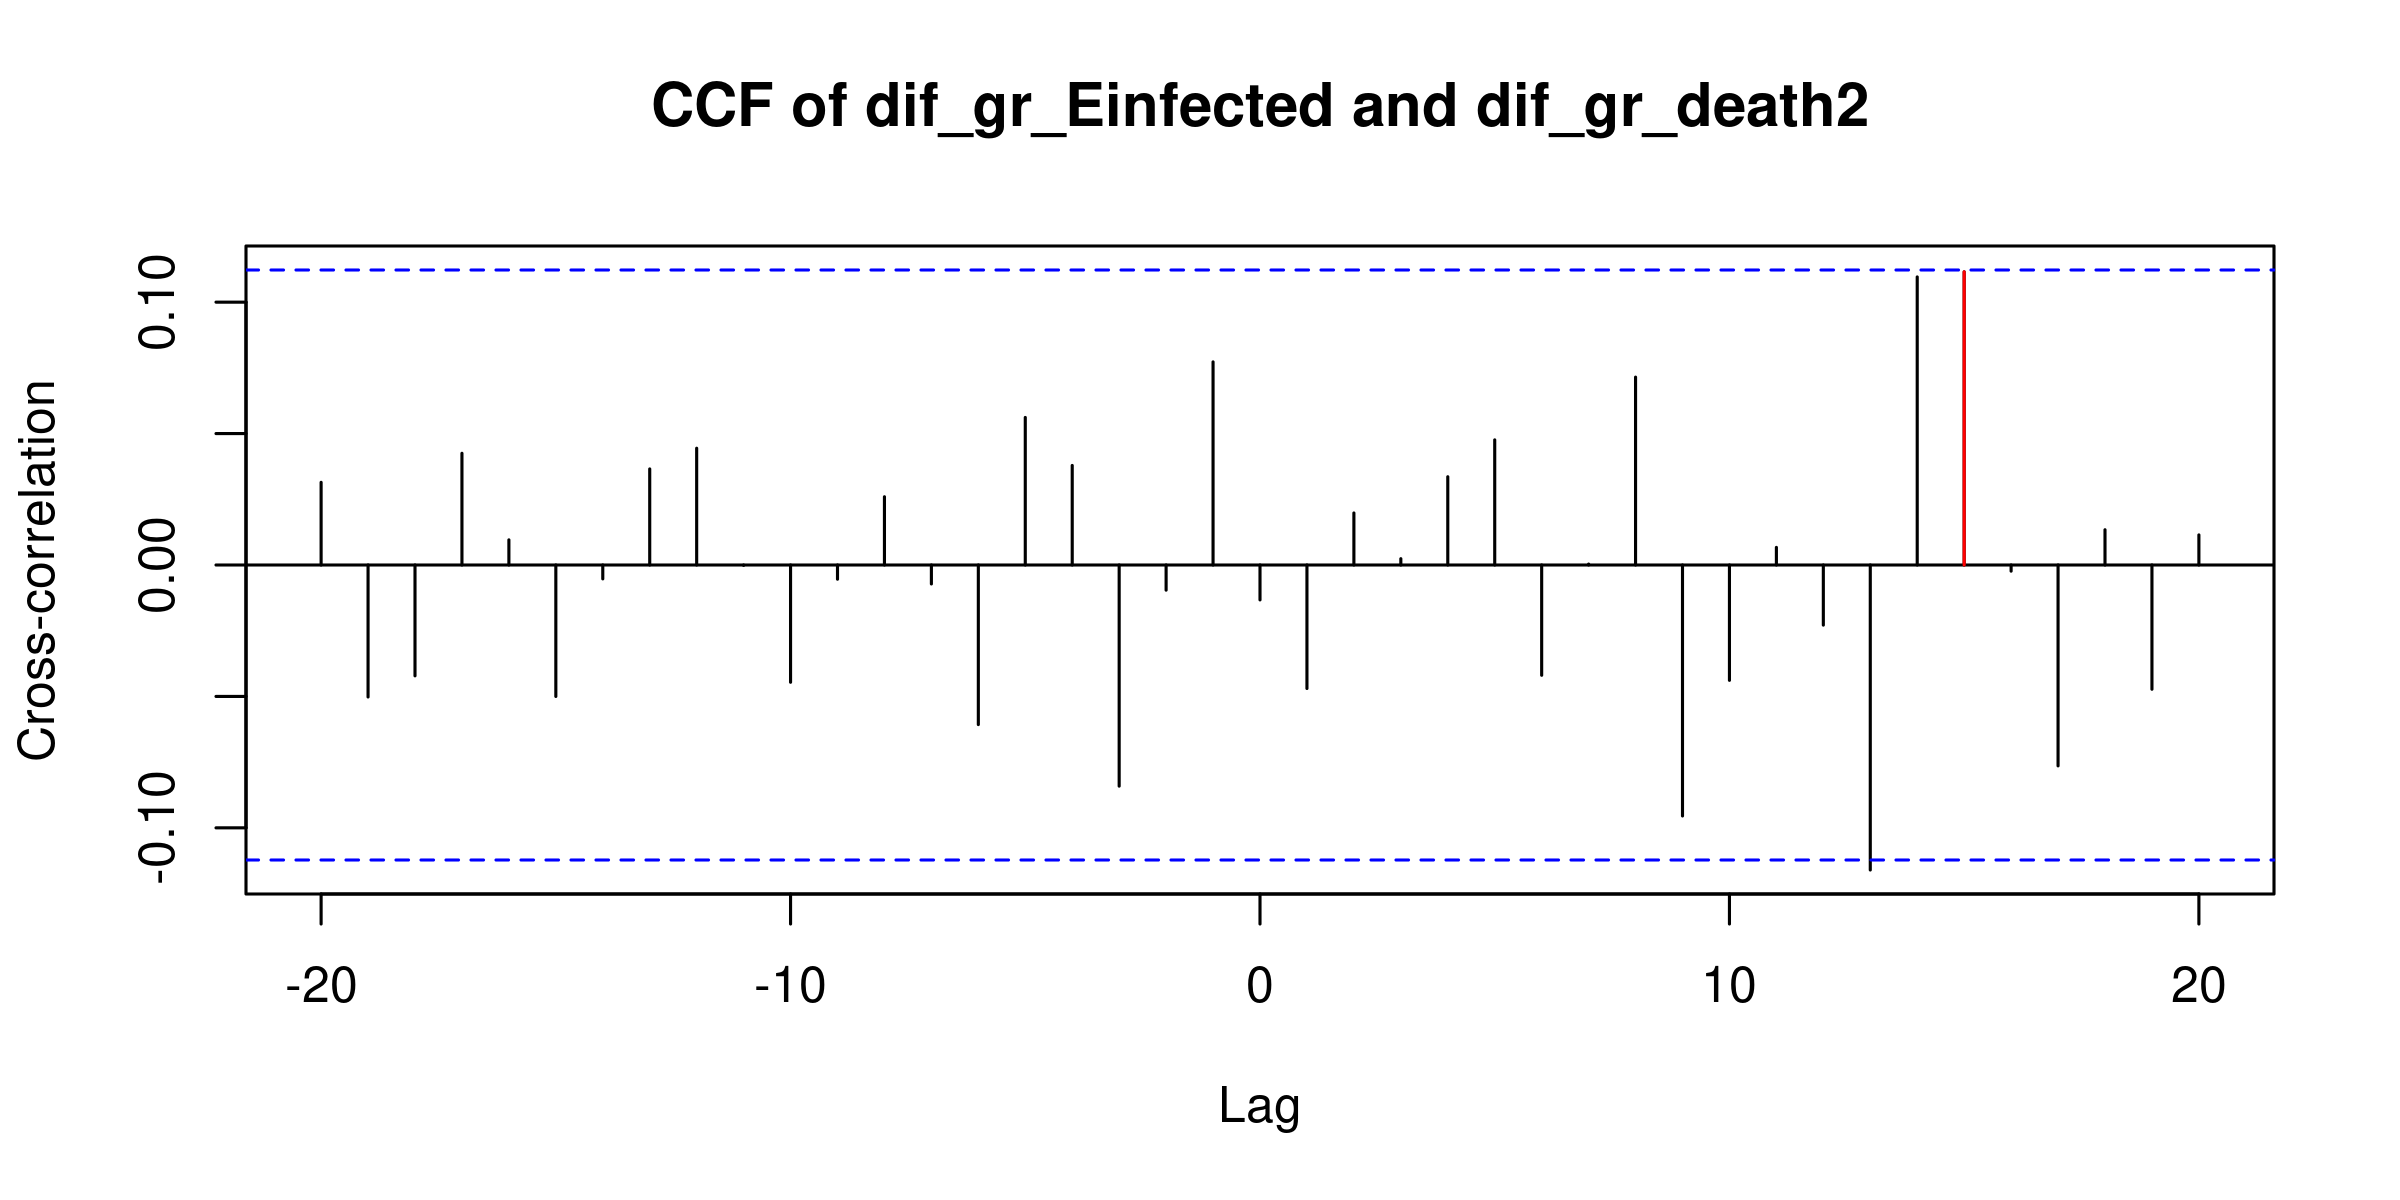 CCF of dif_gr_Einfected and dif_gr_death2
Cross-correlation
0.10
0.00
-0.10
-20 -10 0 10 20
Lag